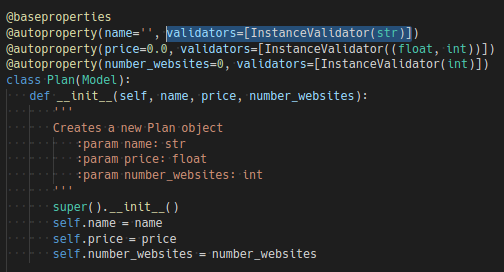 @baseproperties
@autoproperty(name='', validators=[InstanceValidator(str)])
@autoproperty(price=0.0, validators=[InstanceValidator((float, int))])
@autoproperty(number_websites=0, validators=[InstanceValidator(int)])
class Plan(Model):
    def __init__(self, name, price, number_websites):
        '''
        Creates a new Plan object
            :param name: str
            :param price: float
            :param number_websites: int
        '''
        super().__init__()
        self.name = name
        self.price = price
        self.number_websites = number_websites